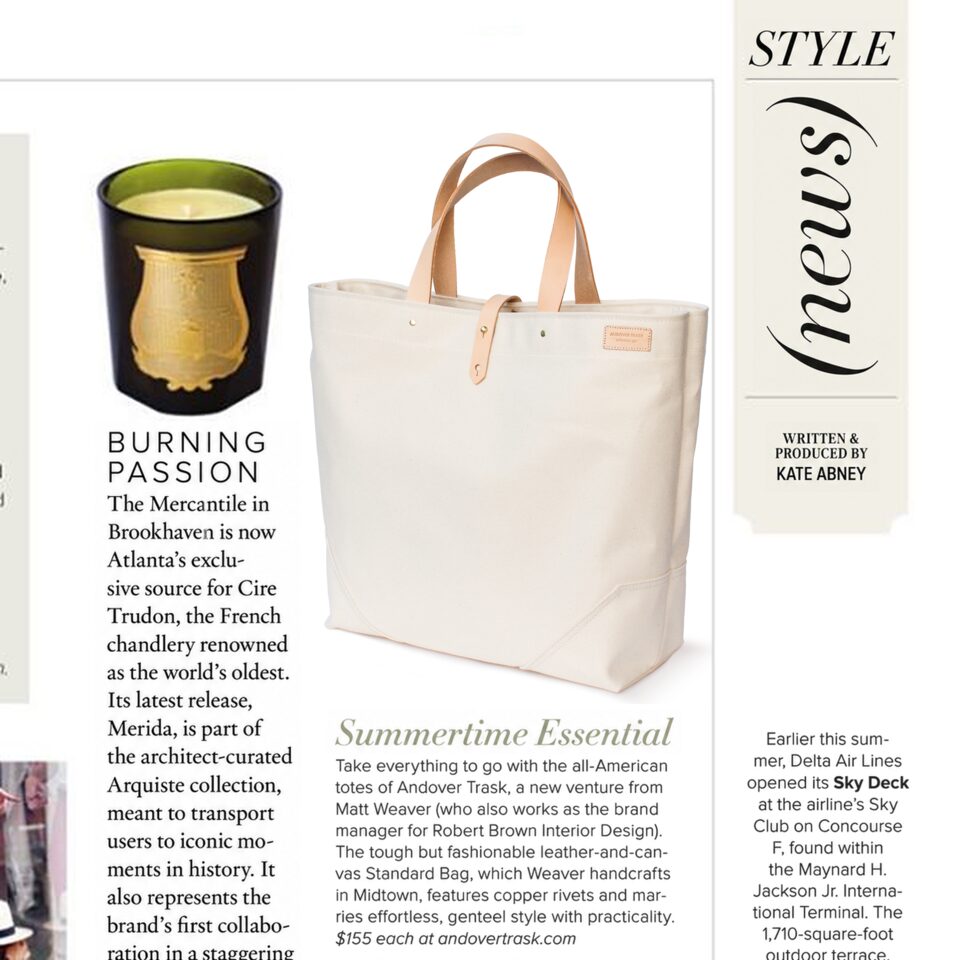 STYLE
(news)
WRITTEN &
PRODUCED BY
KATE ABNEY
BURNING
PASSION
The Mercantile in
Brookhaven is now
Atlanta's exclu-
sive source for Cire
Trudon, the French
chandlery renowned
as the world's oldest.
Its latest release,
Merida, is part of
the architect-curated
Arquiste collection,
meant to transport
users to iconic mo-
ments in history. It
also represents the
brand's first collabo-
ration in a staggering
ANDOVER TRASK
Summertime Essential
Take everything to go with the all-American
totes of Andover Trask, a new venture from
Matt Weaver (who also works as the brand
manager for Robert Brown Interior Design).
The tough but fashionable leather-and-can-
vas Standard Bag, which Weaver handcrafts
in Midtown, features copper rivets and mar-
ries effortless, genteel style with practicality.
$155 each at andovertrask.com
Earlier this sum-
mer, Delta Air Lines
opened its Sky Deck
at the airline's Sky
Club on Concourse
F, found within
the Maynard H.
Jackson Jr. Interna-
tional Terminal. The
1,710-square-foot
outdoor terrace,